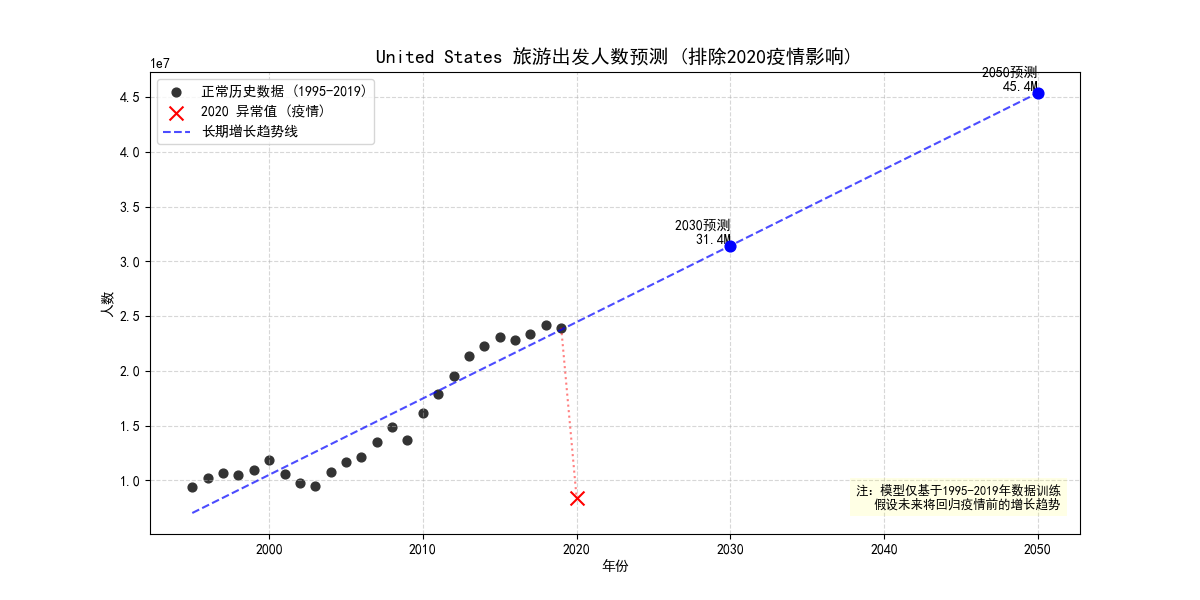 United States 旅游出发人数预测 (排除2020疫情影响)
1e7
正常历史数据 (1995-2019)
2020 异常值 (疫情)
长期增长趋势线
2050预测
45.4M
2030预测
31.4M
4.5
4.0
3.5
3.0
2.5
2.0
1.5
1.0
人数
注: 模型仅基于1995-2019年数据训练
假设未来将回归疫情前的增长趋势
2000
2010
2020
2030
2040
2050
年份